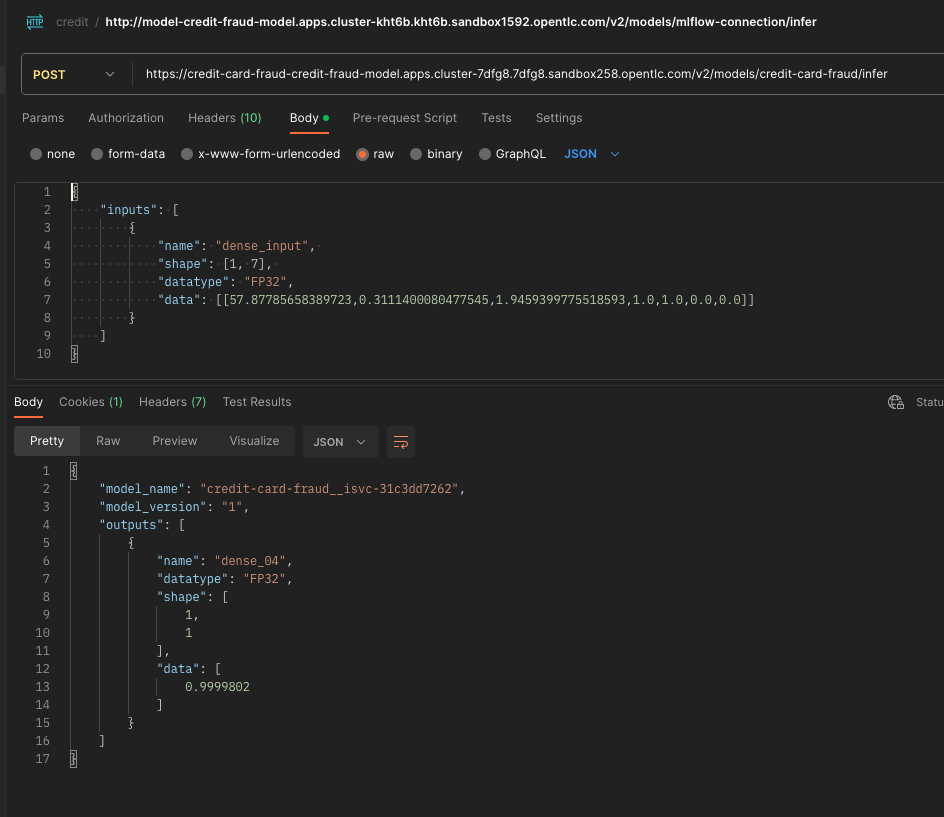 HTTP credit / http://model-credit-fraud-model.apps.cluster-kht6b.kht6b.sandbox1592.opentlc.com/v2/models/mlflow-connection/infer
POST https://credit-card-fraud-credit-fraud-model.apps.cluster-7dfg8.7dfg8.sandbox258.opentlc.com/v2/models/credit-card-fraud/infer
Params Authorization Headers (10) Body Pre-request Script Tests Settings
none form-data x-www-form-urlencoded raw binary GraphQL JSON
1 {
2 "inputs": [
3 {
4 "name": "dense_input",
5 "shape": [1, 7],
6 "datatype": "FP32",
7 "data": [[57.87785658389723,0.3111400080477545,1.9459399775518593,1.0,1.0,0.0,0.0]]
8 }
9 ]
10 }
Body Cookies (1) Headers (7) Test Results Statu
Pretty Raw Preview Visualize JSON
1 {
2 "model_name": "credit-card-fraud__isvc-31c3dd7262",
3 "model_version": "1",
4 "outputs": [
5 {
6 "name": "dense_04",
7 "datatype": "FP32",
8 "shape": [
9 1,
10 1
11 ],
12 "data": [
13 0.9999802
14 ]
15 }
16 ]
17 }